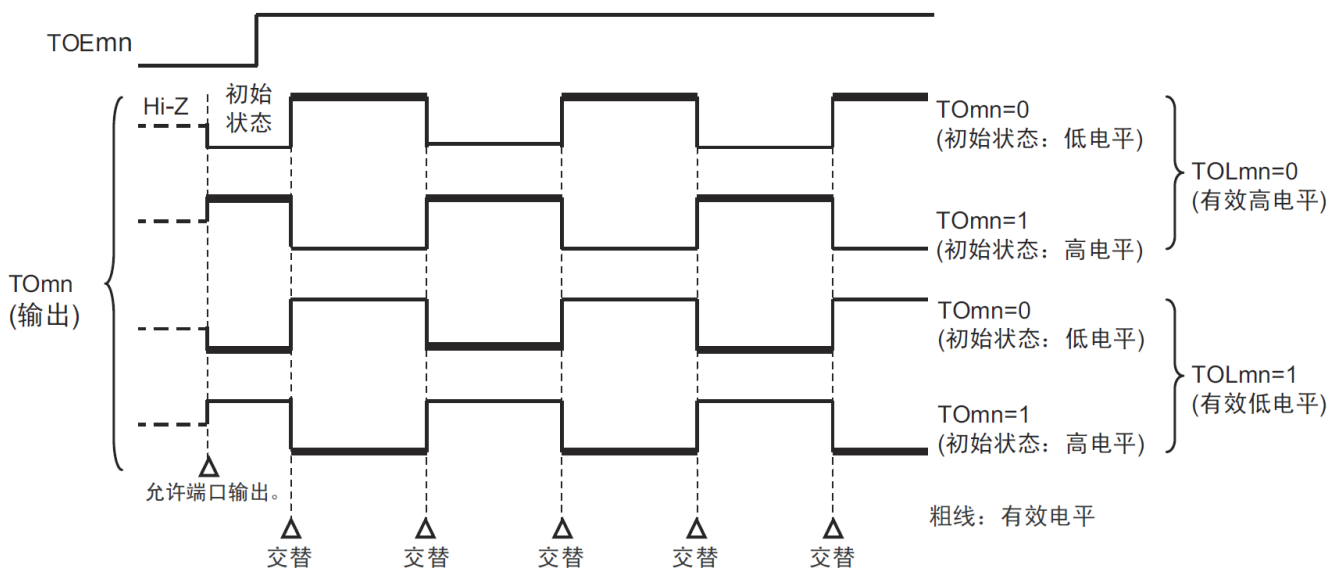 TOEmn
Hi-Z
初始
状态
TOmn=0
(初始状态：低电平)
TOLmn=0
(有效高电平)
TOmn=1
(初始状态：高电平)
TOmn
(输出)
TOmn=0
(初始状态：低电平)
TOLmn=1
(有效低电平)
TOmn=1
(初始状态：高电平)
允许端口输出。
粗线：有效电平
交替 交替 交替 交替 交替